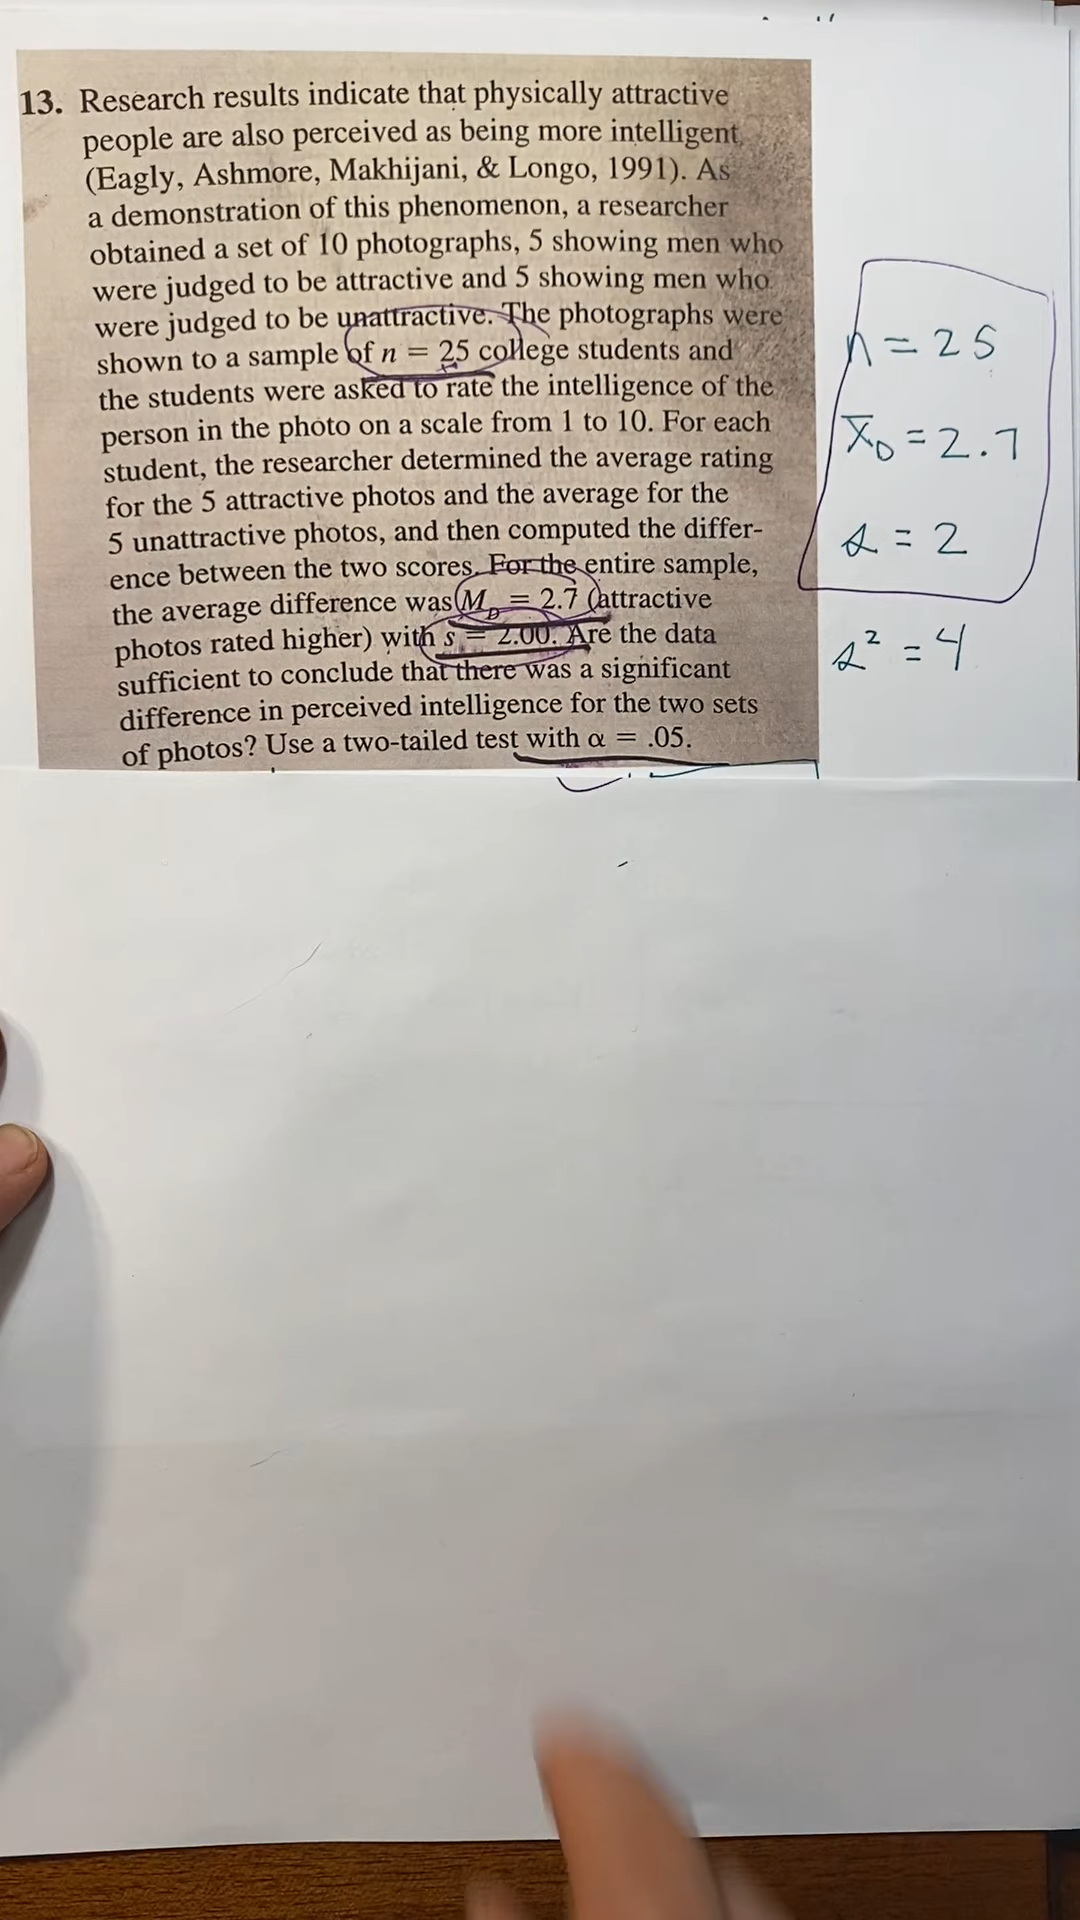 13. Research results indicate that physically attractive
people are also perceived as being more intelligent
(Eagly, Ashmore, Makhijani, & Longo, 1991). As
a demonstration of this phenomenon, a researcher
obtained a set of 10 photographs, 5 showing men who
were judged to be attractive and 5 showing men who
were judged to be unattractive. The photographs were
shown to a sample of n = 25 college students and
the students were asked to rate the intelligence of the
person in the photo on a scale from 1 to 10. For each
student, the researcher determined the average rating
for the 5 attractive photos and the average for the
5 unattractive photos, and then computed the differ-
ence between the two scores. For the entire sample,
the average difference was M_D = 2.7 (attractive
photos rated higher) with s = 2.00. Are the data
sufficient to conclude that there was a significant
difference in perceived intelligence for the two sets
of photos? Use a two-tailed test with α = .05.
n = 25
x̄_D = 2.7
s = 2
s² = 4